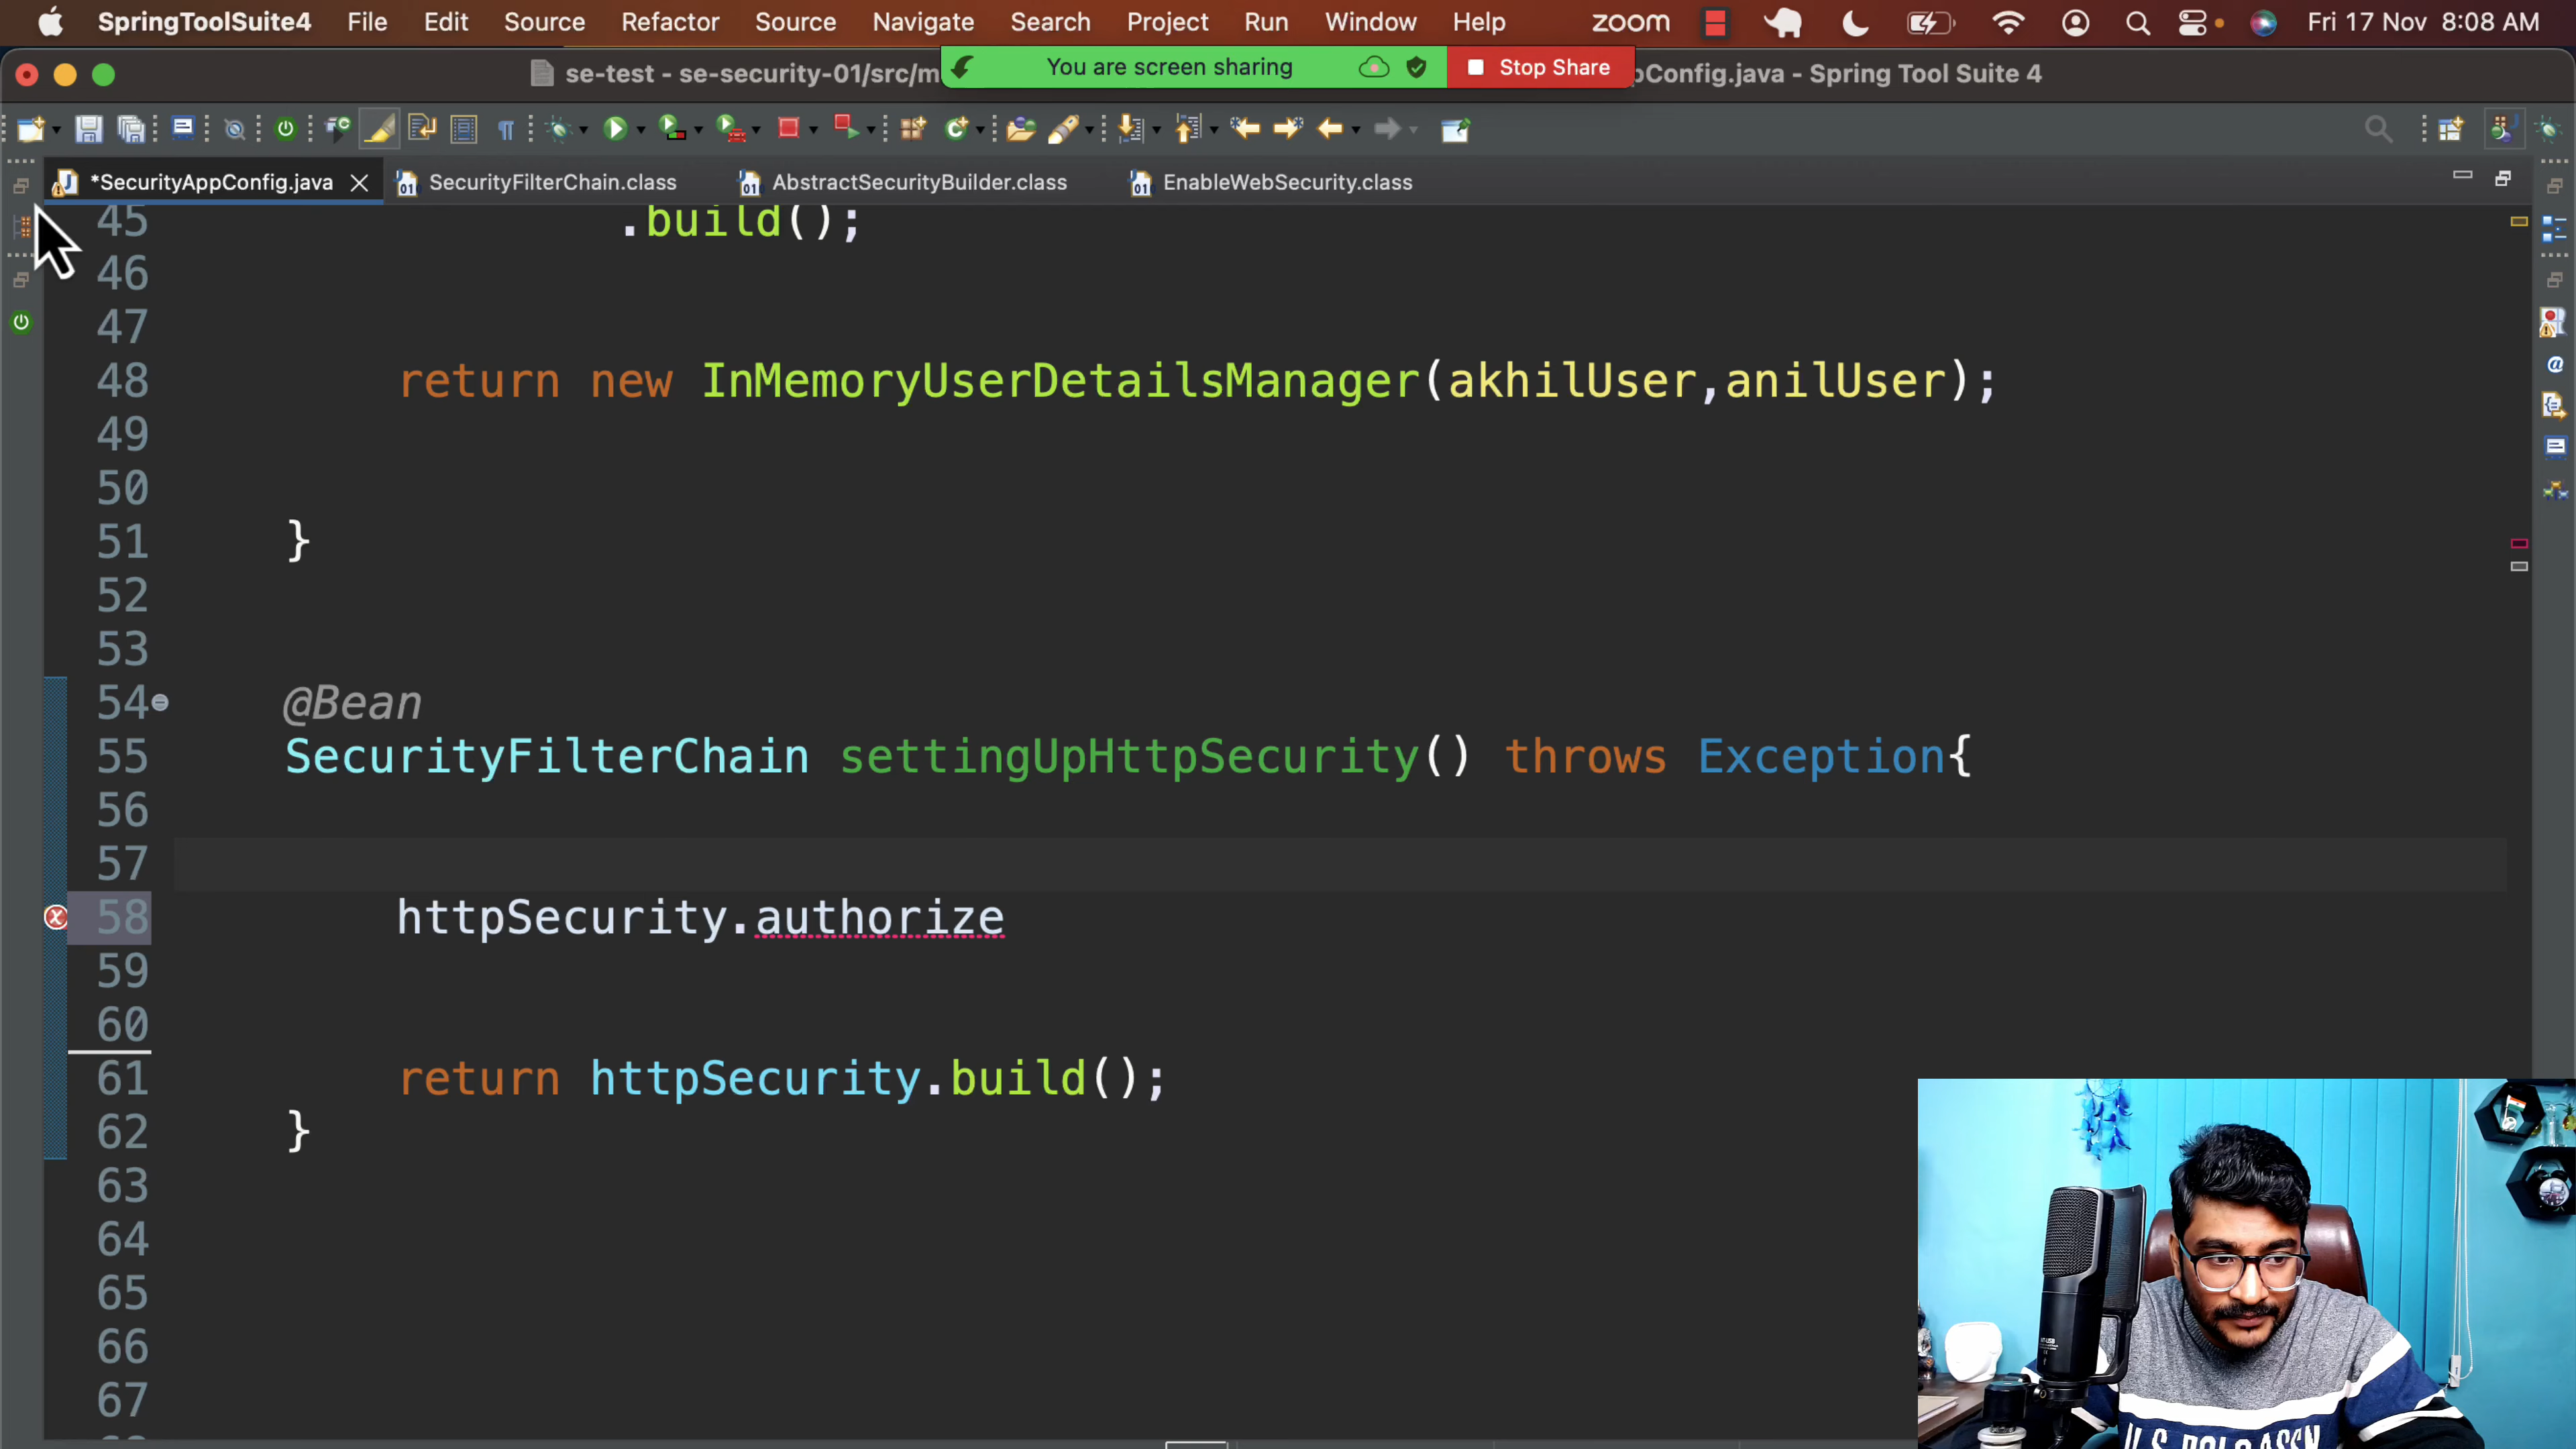 SpringToolSuite4 File Edit Source Refactor Source Navigate Search Project Run Window Help zoom Fri 17 Nov 8:08 AM
se-test - se-security-01/src/m You are screen sharing Stop Share pConfig.java - Spring Tool Suite 4
*SecurityAppConfig.java SecurityFilterChain.class AbstractSecurityBuilder.class EnableWebSecurity.class
45 .build();
46
47
48 return new InMemoryUserDetailsManager(akhilUser,anilUser);
49
50
51 }
52
53
54 @Bean
55 SecurityFilterChain settingUpHttpSecurity() throws Exception{
56
57
58 httpSecurity.authorize
59
60
61 return httpSecurity.build();
62 }
63
64
65
66
67